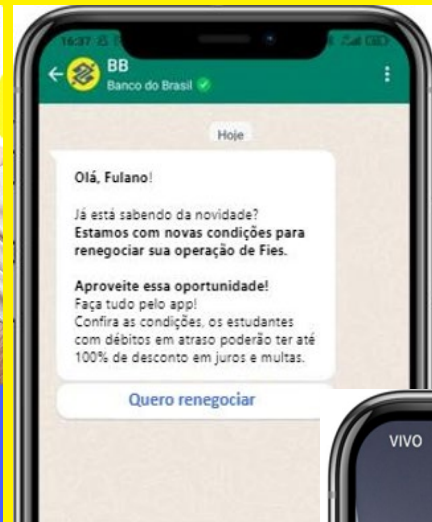 16:37
BB
Banco do Brasil
Hoje
Olá, Fulano!
Já está sabendo da novidade?
Estamos com novas condições para
renegociar sua operação de Fies.
Aproveite essa oportunidade!
Faça tudo pelo app!
Confira as condições, os estudantes
com débitos em atraso poderão ter até
100% de desconto em juros e multas.
Quero renegociar
VIVO